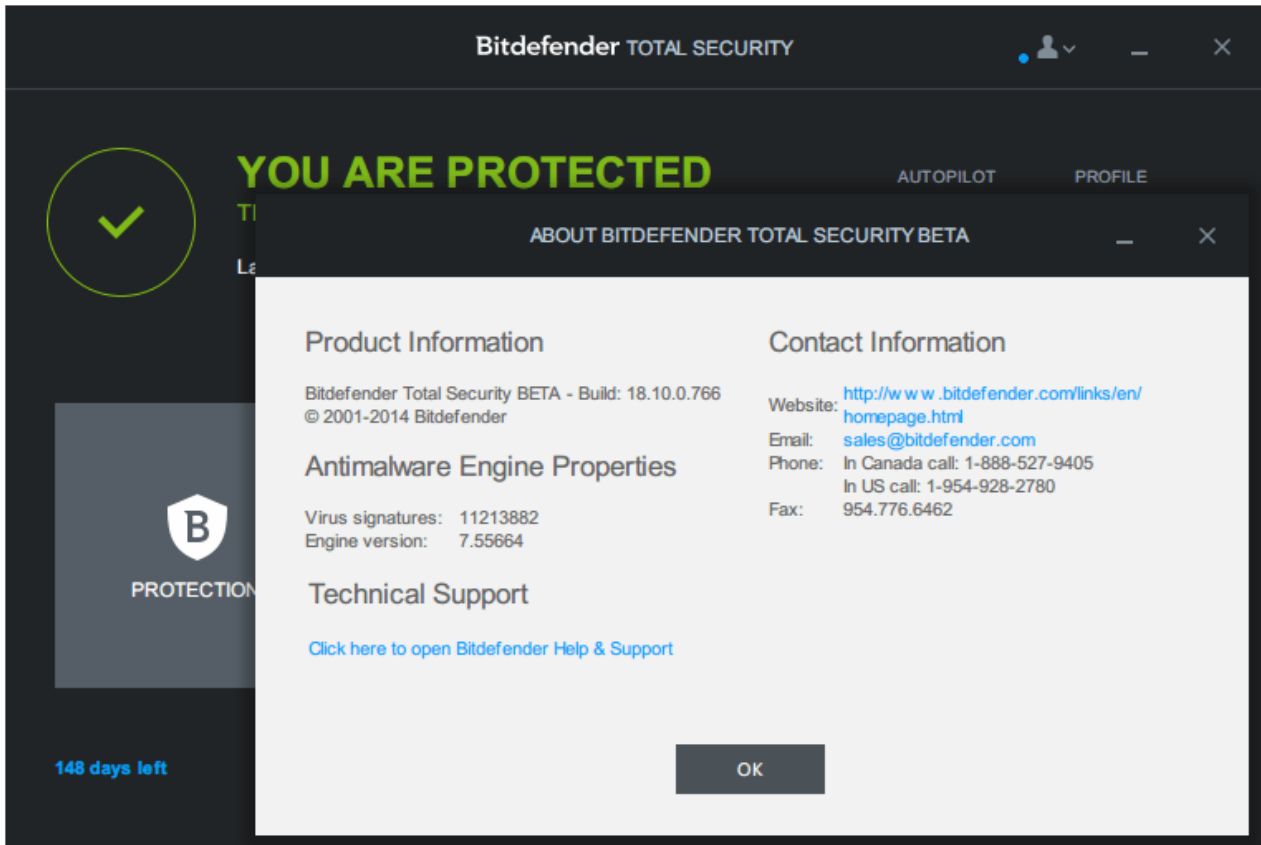 Bitdefender TOTAL SECURITY
YOU ARE PROTECTED
AUTOPILOT PROFILE
ABOUT BITDEFENDER TOTAL SECURITY BETA
Product Information
Bitdefender Total Security BETA - Build: 18.10.0.766
© 2001-2014 Bitdefender
Antimalware Engine Properties
Virus signatures: 11213882
Engine version: 7.55664
Technical Support
Click here to open Bitdefender Help & Support
Contact Information
Website: http://www.bitdefender.com/links/en/
homepage.html
Email: sales@bitdefender.com
Phone: In Canada call: 1-888-527-9405
In US call: 1-954-928-2780
Fax: 954.776.6462
OK
B
PROTECTION
148 days left